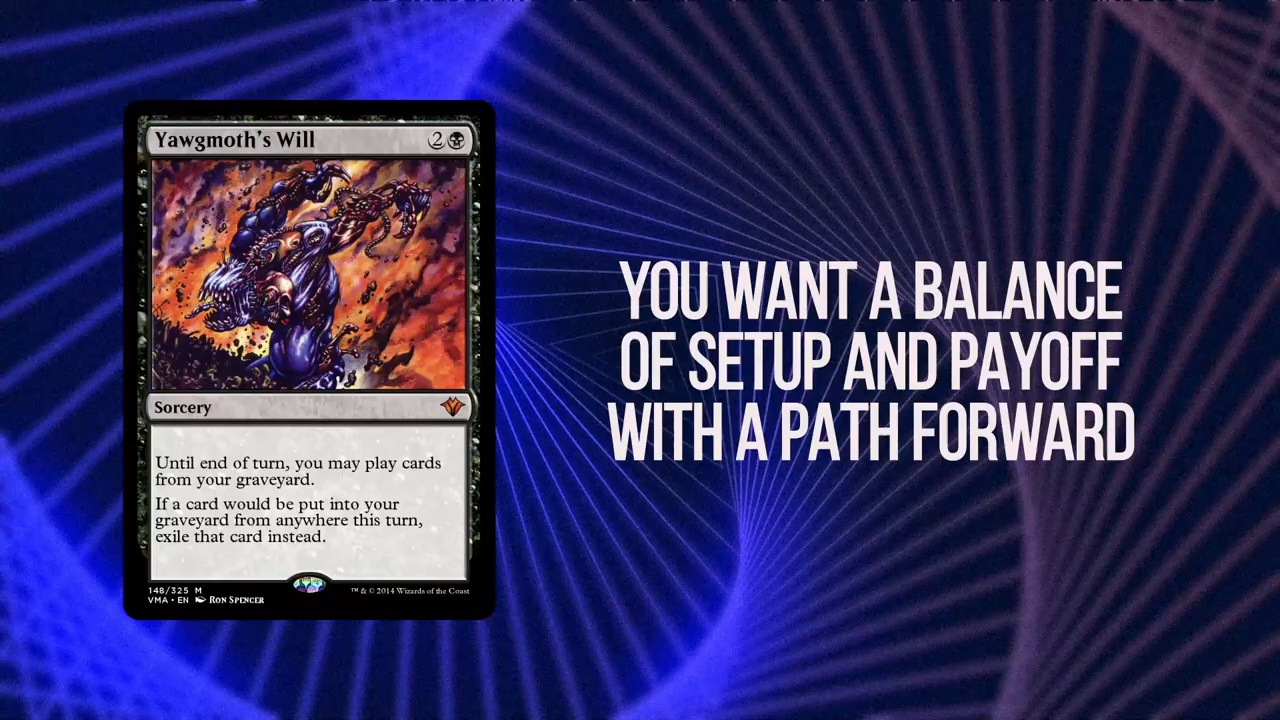 Yawgmoth's Will 2
Sorcery
Until end of turn, you may play cards
from your graveyard.
If a card would be put into your
graveyard from anywhere this turn,
exile that card instead.
148/325 M
VMA • EN RON SPENCER
™ & © 2014 Wizards of the Coast
YOU WANT A BALANCE
OF SETUP AND PAYOFF
WITH A PATH FORWARD